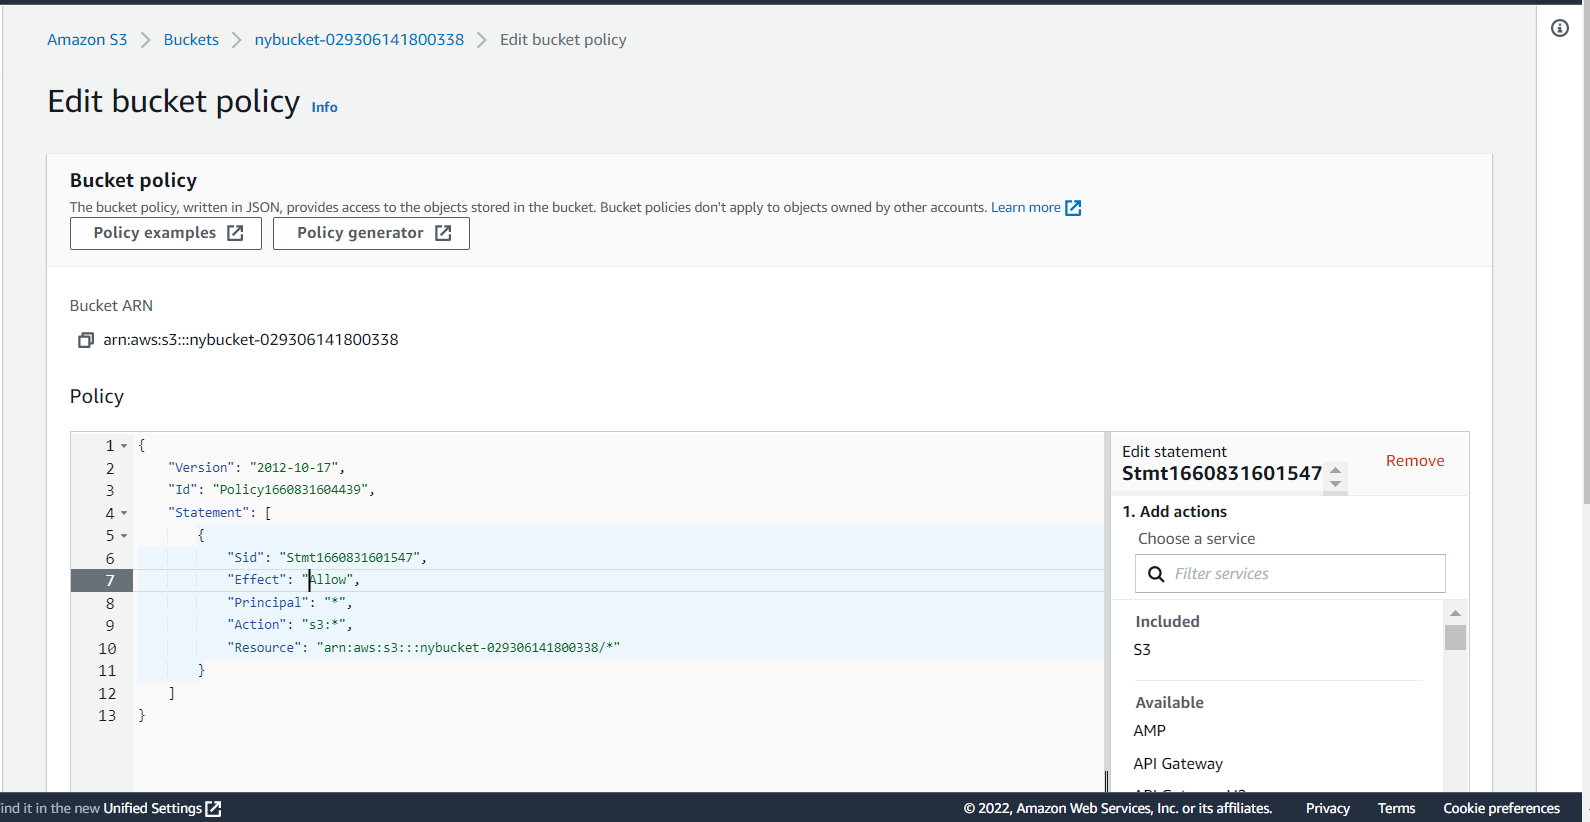 Amazon S3 > Buckets > nybucket-029306141800338 > Edit bucket policy
Edit bucket policy Info
Bucket policy
The bucket policy, written in JSON, provides access to the objects stored in the bucket. Bucket policies don't apply to objects owned by other accounts. Learn more
Policy examples
Policy generator
Bucket ARN
arn:aws:s3:::nybucket-029306141800338
Policy
1 {
2 "Version": "2012-10-17",
3 "Id": "Policy1660831604439",
4 "Statement": [
5 {
6 "Sid": "Stmt1660831601547",
7 "Effect": "Allow",
8 "Principal": "*",
9 "Action": "s3:*",
10 "Resource": "arn:aws:s3:::nybucket-029306141800338/*"
11 }
12 ]
13 }
Edit statement
Stmt1660831601547
Remove
1. Add actions
Choose a service
Filter services
Included
S3
Available
AMP
API Gateway
ind it in the new Unified Settings
© 2022, Amazon Web Services, Inc. or its affiliates.
Privacy
Terms
Cookie preferences